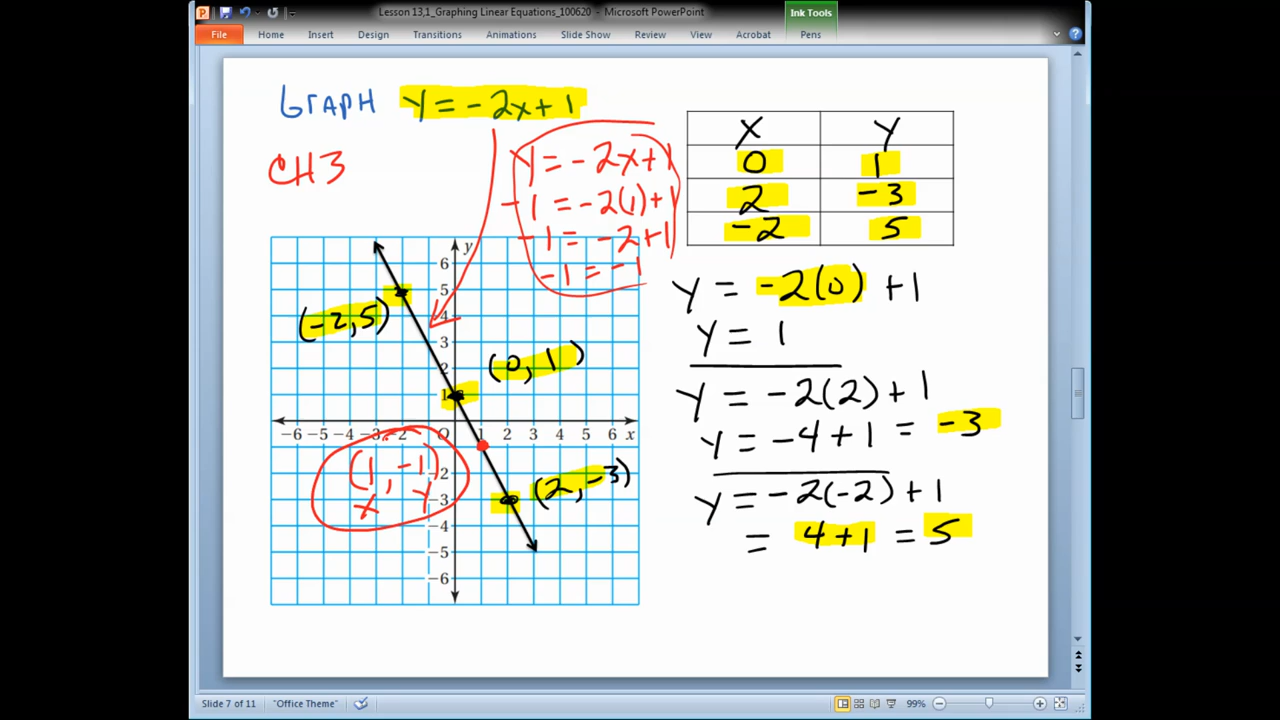 Lesson 13,1_Graphing Linear Equations_100620 - Microsoft PowerPoint
Ink Tools
File Home Insert Design Transitions Animations Slide Show Review View Acrobat Pens
GRAPH y = -2x + 1
CH3
y = -2x+1
-1 = -2(1)+1
-1 = -2+1
-1 = -1
X Y
0 1
2 -3
-2 5
y = -2(0) +1
y = 1
y = -2(2) + 1
y = -4 + 1 = -3
y = -2(-2) + 1
= 4+1 = 5
y
6
5
4
3
2
1
−6 −5 −4 −3 −2 O 1 2 3 4 5 6 x
−2
−3
−4
−5
−6
(-2,5)
(0, 1)
(2, -3)
(1, -1)
x y
Slide 7 of 11 "Office Theme" 99%